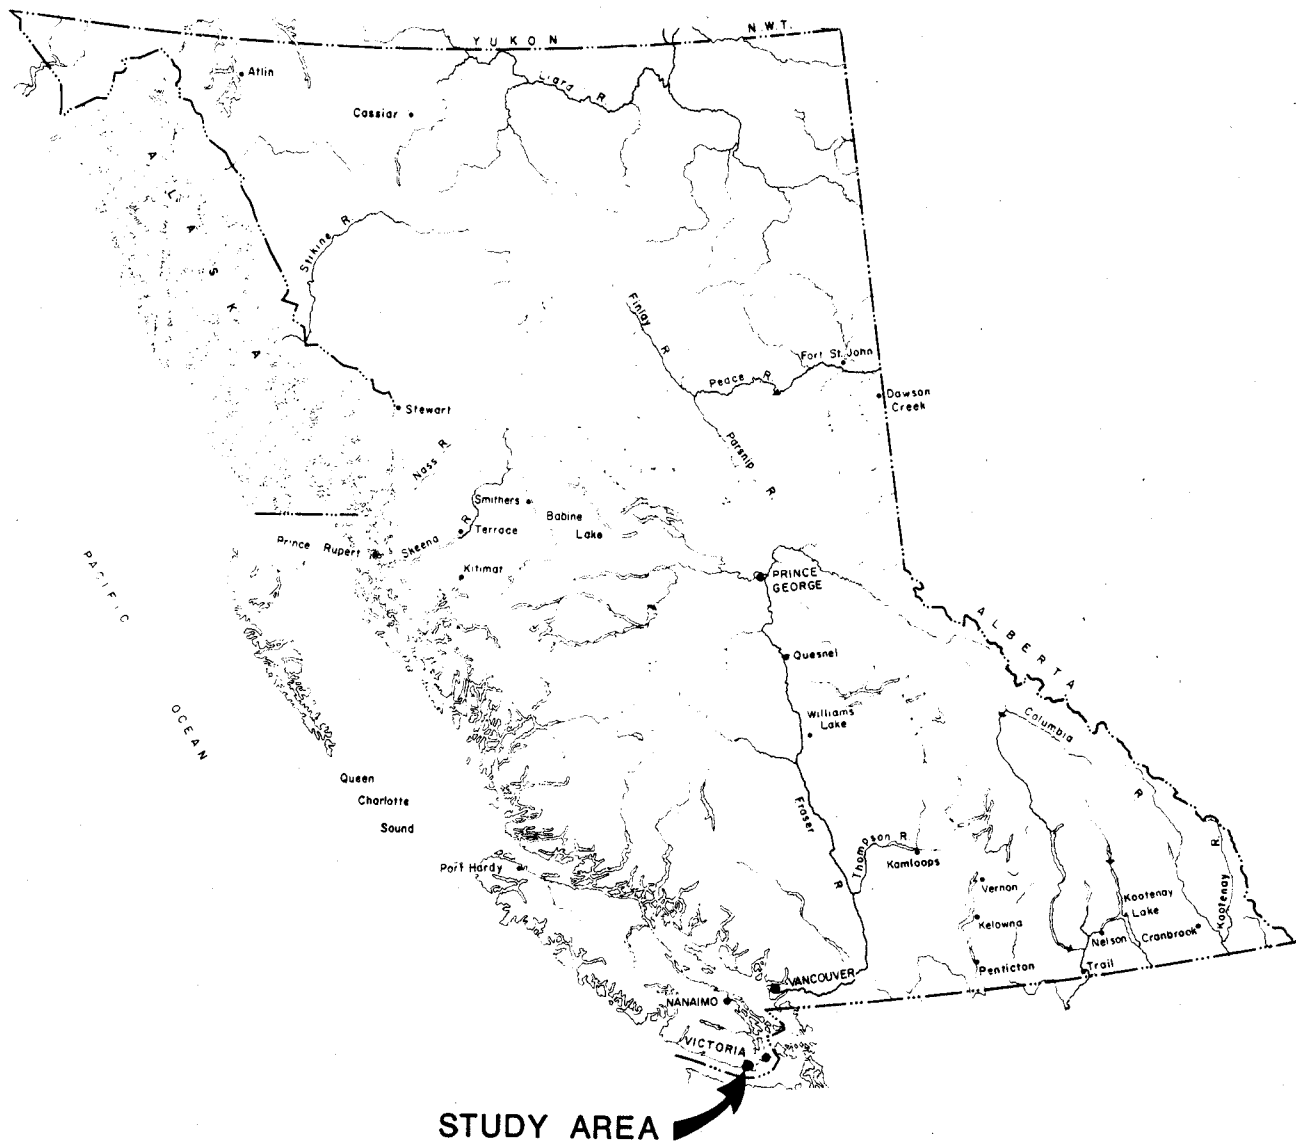 YUKON
N.W.T.
Atlin
Liard R
Cassiar
ALASKA
Stikine R
Finlay R
Fort St. John
Peace R
Dawson
Creek
Stewart
Parsnip R
Nass R
Smithers
Babine
Lake
Terrace
Skeena R
Prince Rupert
Kitimat
PRINCE
GEORGE
PACIFIC
OCEAN
ALBERTA
Quesnel
Williams
Lake
Columbia R
Queen
Charlotte
Sound
Fraser R
Thompson R
Kamloops
Port Hardy
Vernon
Kootenay
Lake
Kootenay R
Kelowna
Nelson
Cranbrook
Penticton
Trail
VANCOUVER
NANAIMO
VICTORIA
STUDY AREA